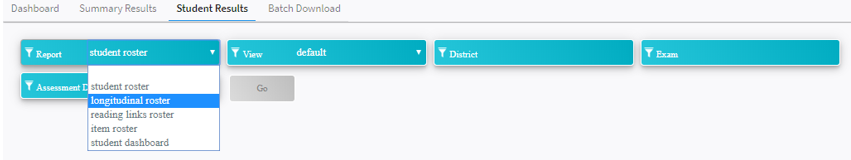 Dashboard Summary Results Student Results Batch Download
Report student roster View default District Exam
Assessment D Go
student roster
longitudinal roster
reading links roster
item roster
student dashboard